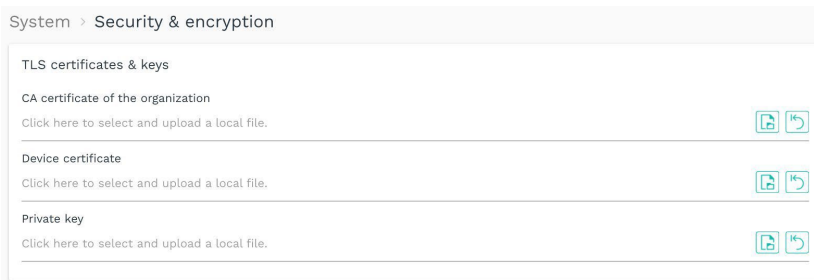 System > Security & encryption
TLS certificates & keys
CA certificate of the organization
Click here to select and upload a local file.
Device certificate
Click here to select and upload a local file.
Private key
Click here to select and upload a local file.